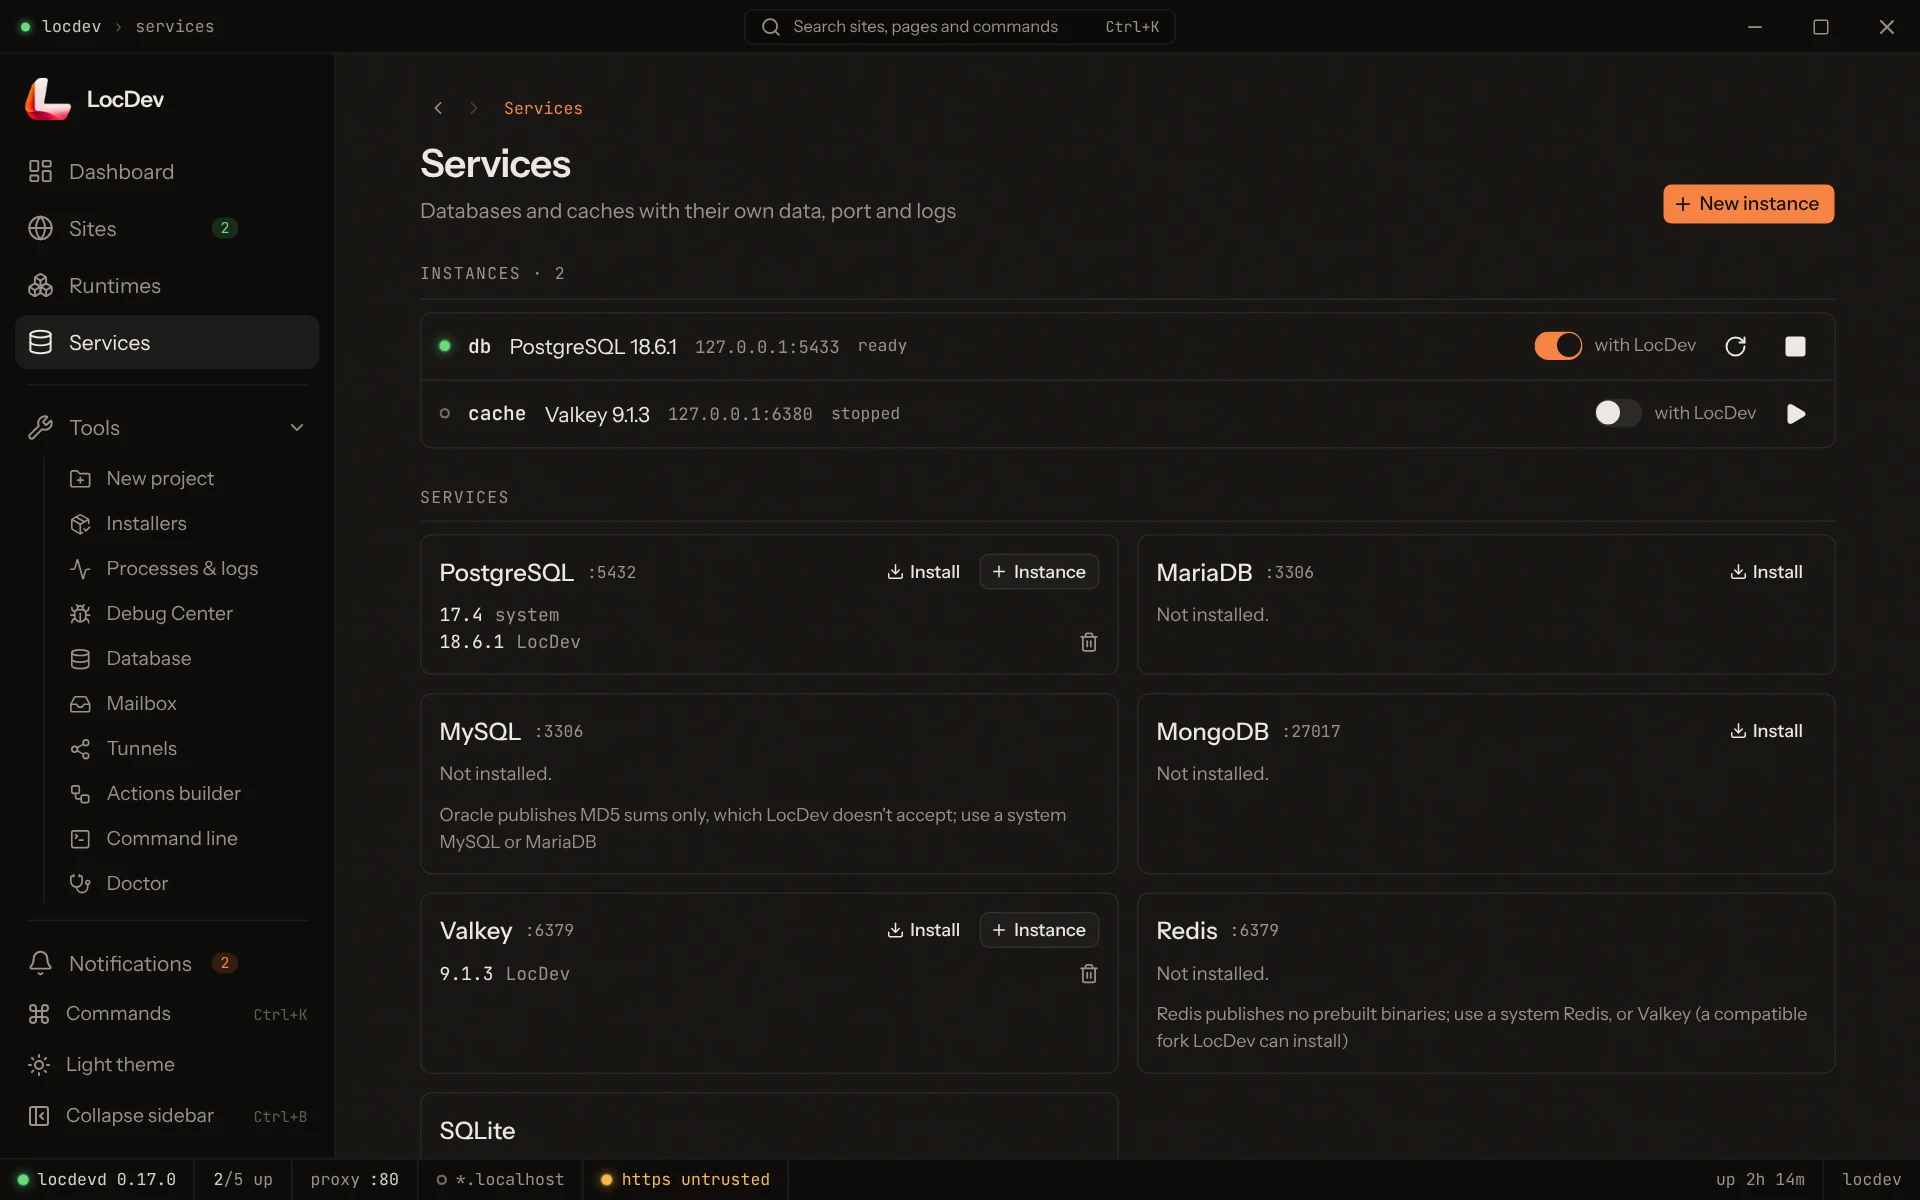 locdev › services
Search sites, pages and commands Ctrl+K
LocDev
Dashboard
Sites 2
Runtimes
Services
Tools
New project
Installers
Processes & logs
Debug Center
Database
Mailbox
Tunnels
Actions builder
Command line
Doctor
Notifications 2
Commands Ctrl+K
Light theme
Collapse sidebar Ctrl+B
Services
Services
Databases and caches with their own data, port and logs
+ New instance
INSTANCES · 2
db PostgreSQL 18.6.1 127.0.0.1:5433 ready with LocDev
cache Valkey 9.1.3 127.0.0.1:6380 stopped with LocDev
SERVICES
PostgreSQL :5432 Install + Instance
17.4 system
18.6.1 LocDev
MariaDB :3306 Install
Not installed.
MySQL :3306
Not installed.
Oracle publishes MD5 sums only, which LocDev doesn't accept; use a system
MySQL or MariaDB
MongoDB :27017 Install
Not installed.
Valkey :6379 Install + Instance
9.1.3 LocDev
Redis :6379
Not installed.
Redis publishes no prebuilt binaries; use a system Redis, or Valkey (a compatible
fork LocDev can install)
SQLite
locdevd 0.17.0 2/5 up proxy :80 *.localhost https untrusted up 2h 14m locdev